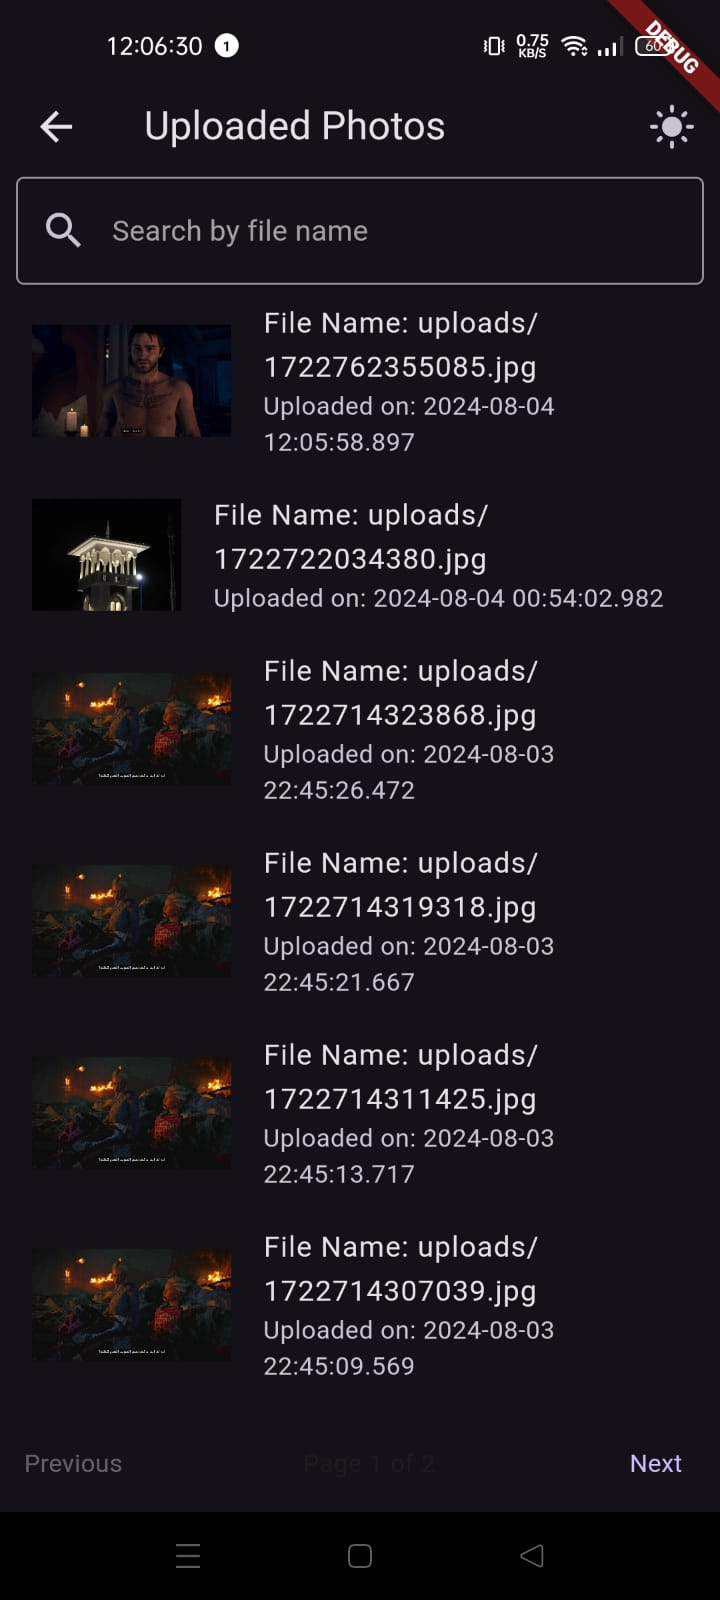 12:06:30 1 0.75 KB/S 60 DEBUG
Uploaded Photos
Search by file name
File Name: uploads/
1722762355085.jpg
Uploaded on: 2024-08-04
12:05:58.897
File Name: uploads/
1722722034380.jpg
Uploaded on: 2024-08-04 00:54:02.982
File Name: uploads/
1722714323868.jpg
Uploaded on: 2024-08-03
22:45:26.472
File Name: uploads/
1722714319318.jpg
Uploaded on: 2024-08-03
22:45:21.667
File Name: uploads/
1722714311425.jpg
Uploaded on: 2024-08-03
22:45:13.717
File Name: uploads/
1722714307039.jpg
Uploaded on: 2024-08-03
22:45:09.569
Previous Page 1 of 2 Next